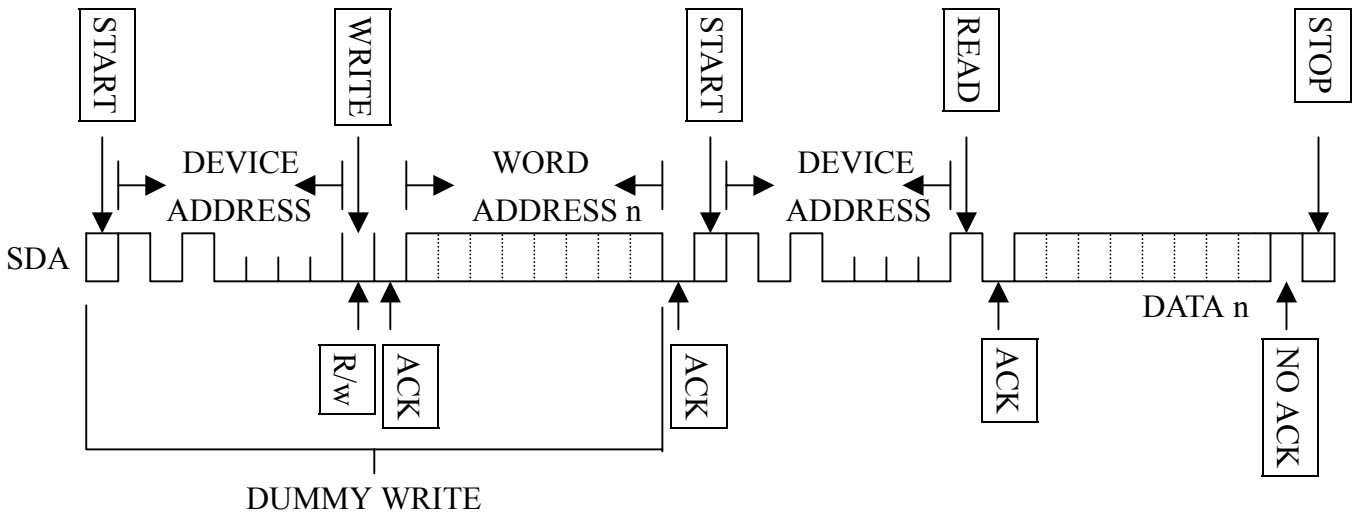 START
WRITE
START
READ
STOP
DEVICE
ADDRESS
WORD
ADDRESS n
DEVICE
ADDRESS
SDA
DATA n
R/w
ACK
ACK
ACK
NO ACK
DUMMY WRITE